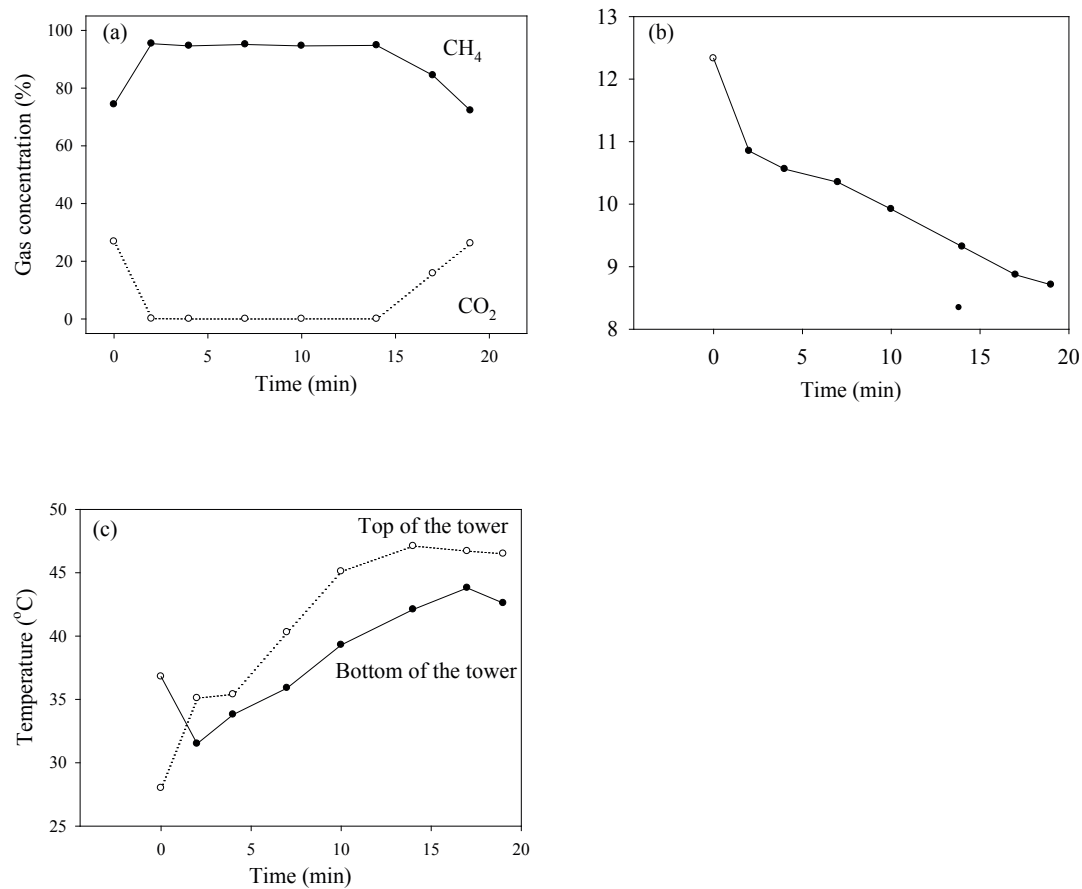 (a)
100
80
60
40
20
0
Gas concentration (%)
CH4
CO2
0 5 10 15 20
Time (min)
(b)
13
12
11
10
9
8
0 5 10 15 20
Time (min)
(c)
50
45
40
35
30
25
Temperature (oC)
Top of the tower
Bottom of the tower
0 5 10 15 20
Time (min)